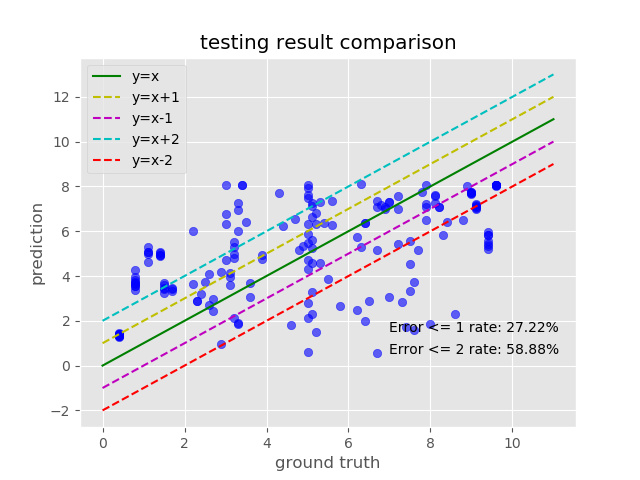 testing result comparison
y=x
y=x+1
y=x-1
y=x+2
y=x-2
12
10
8
6
4
2
0
−2
prediction
Error <= 1 rate: 27.22%
Error <= 2 rate: 58.88%
0
2
4
6
8
10
ground truth